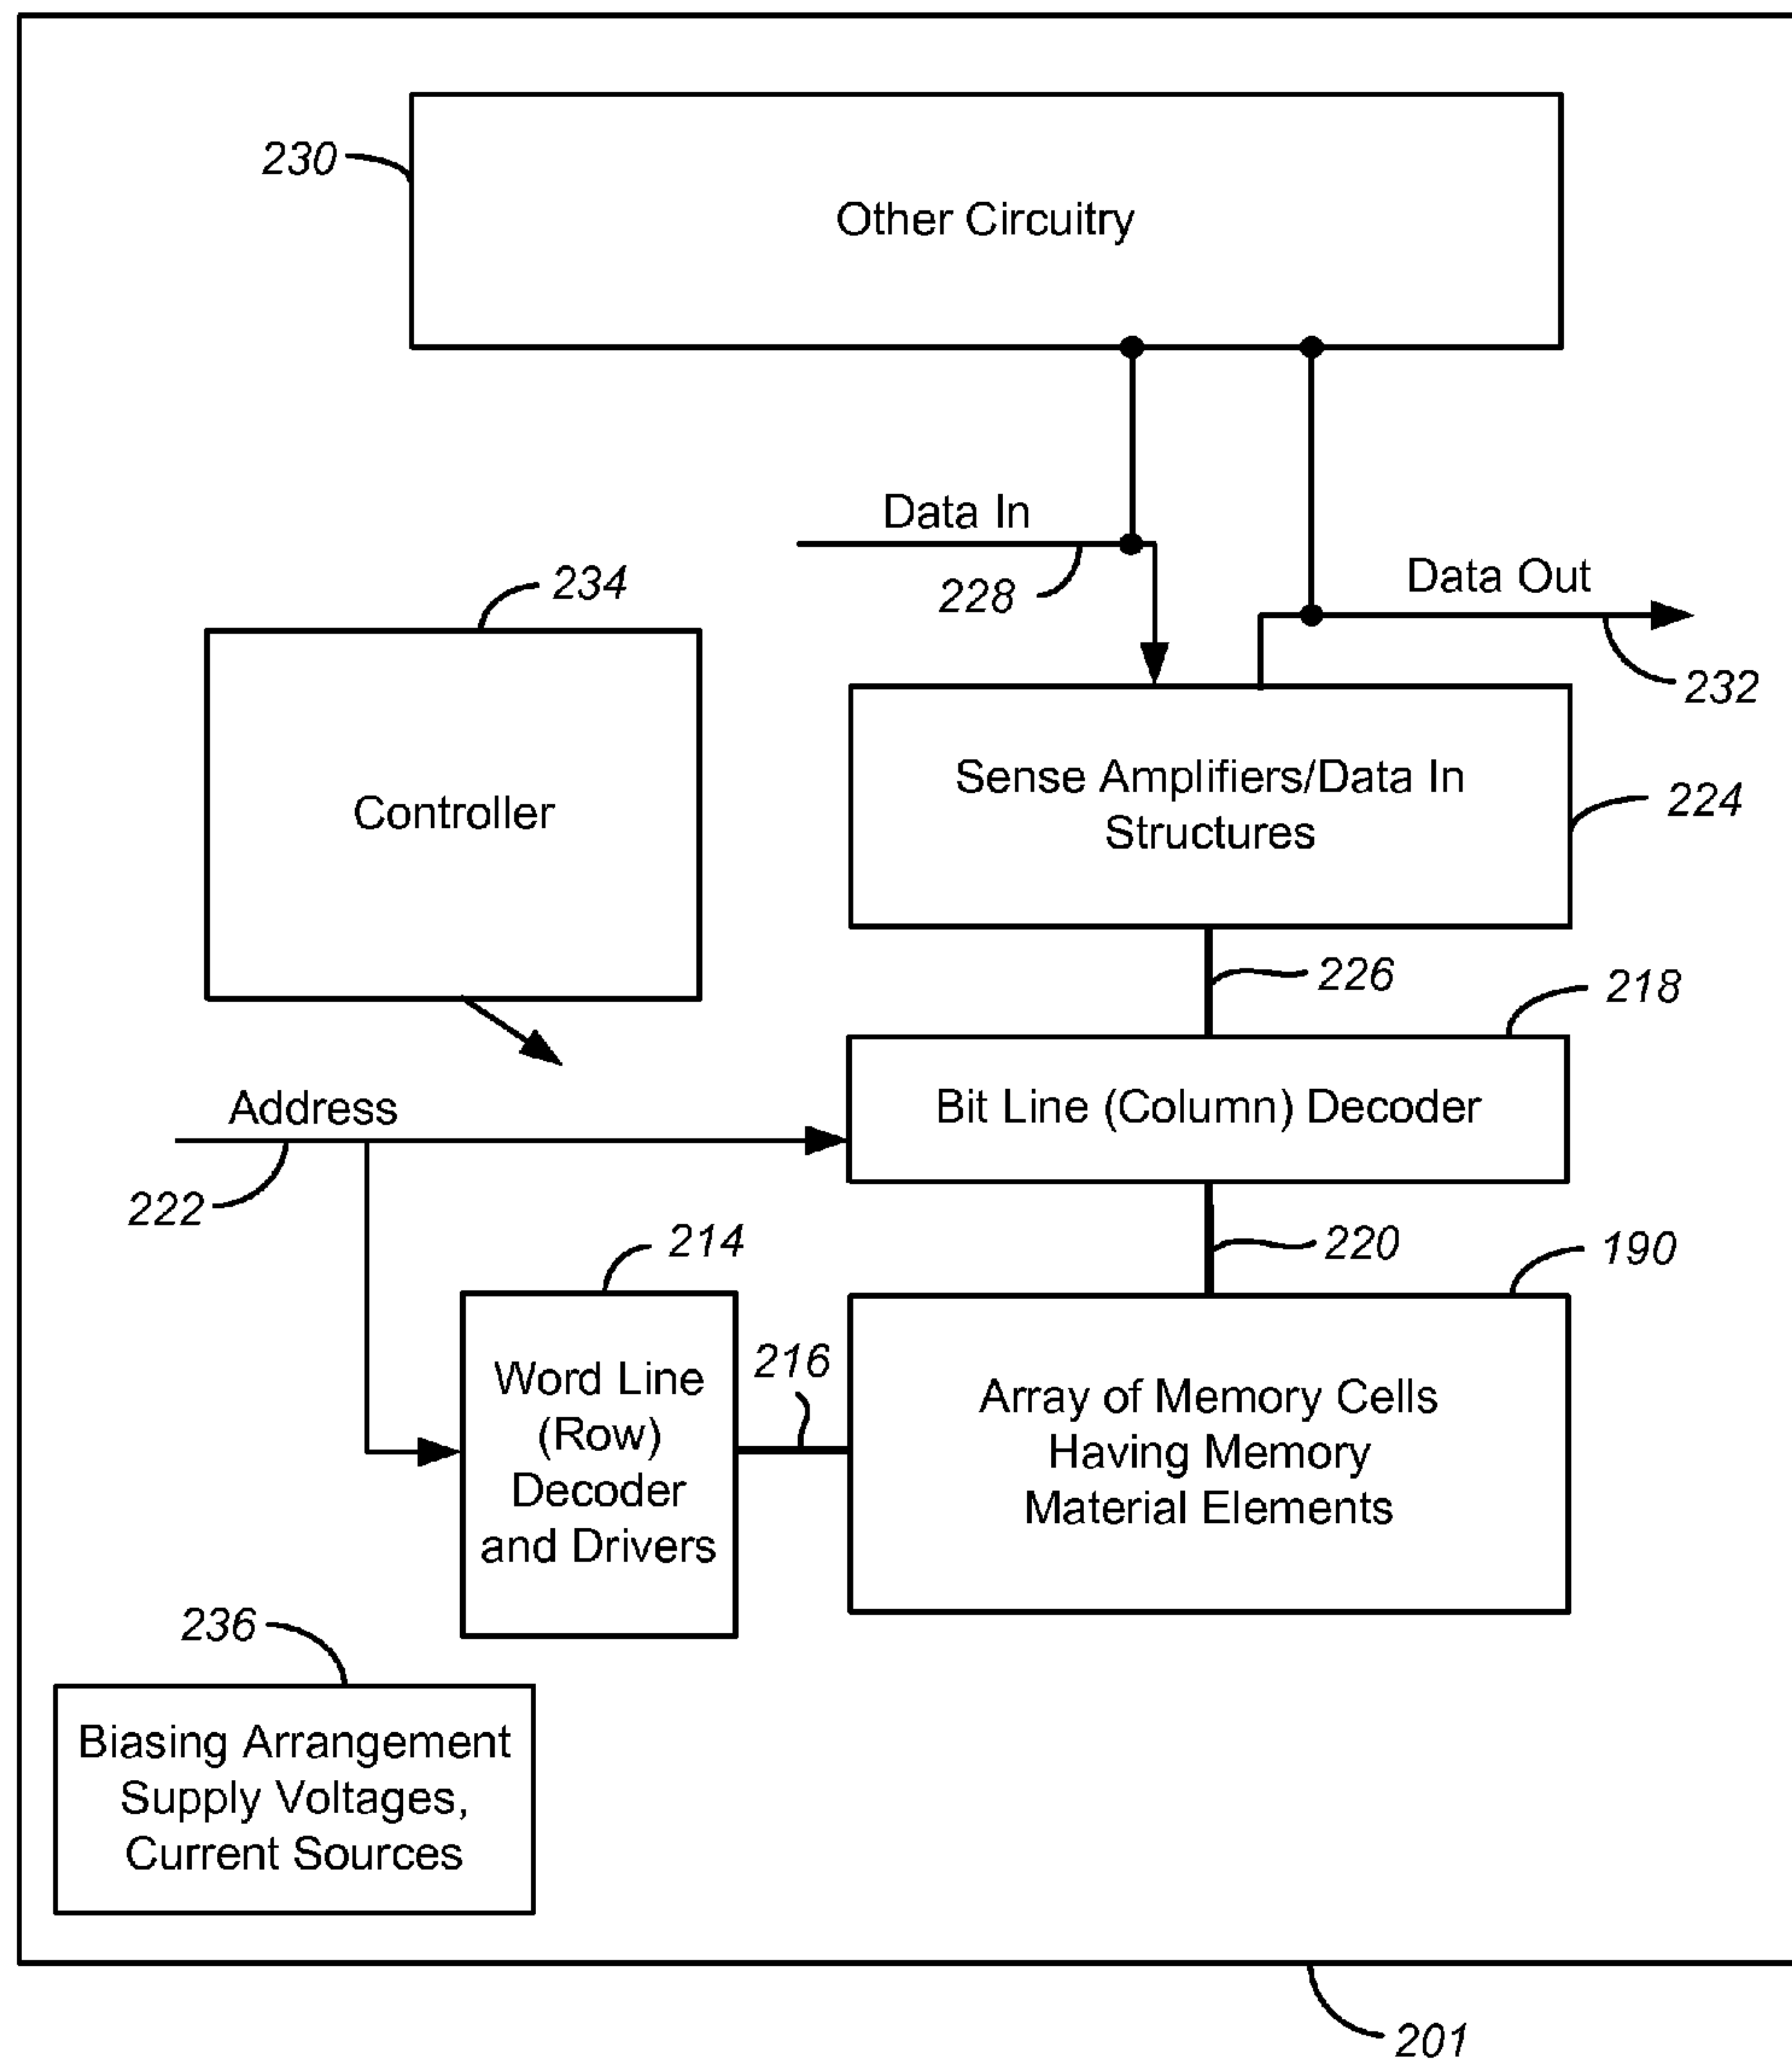 230
Other Circuitry
Data In
228
Data Out
232
234
Controller
Sense Amplifiers/Data In
Structures
224
226
218
Address
222
Bit Line (Column) Decoder
214
220
190
Word Line
(Row)
Decoder
and Drivers
216
Array of Memory Cells
Having Memory
Material Elements
236
Biasing Arrangement
Supply Voltages,
Current Sources
201